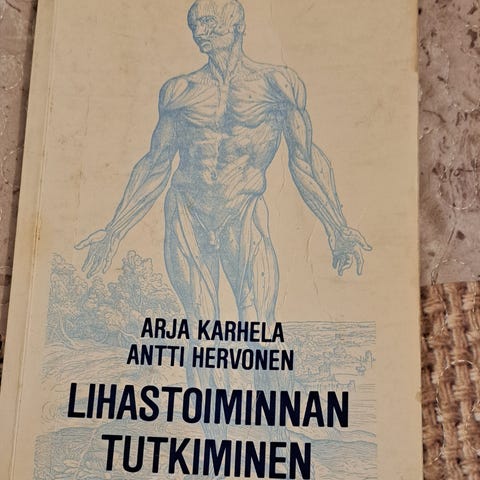 ARJA KARHELA
ANTTI HERVONEN
LIHASTOIMINNAN
TUTKIMINEN